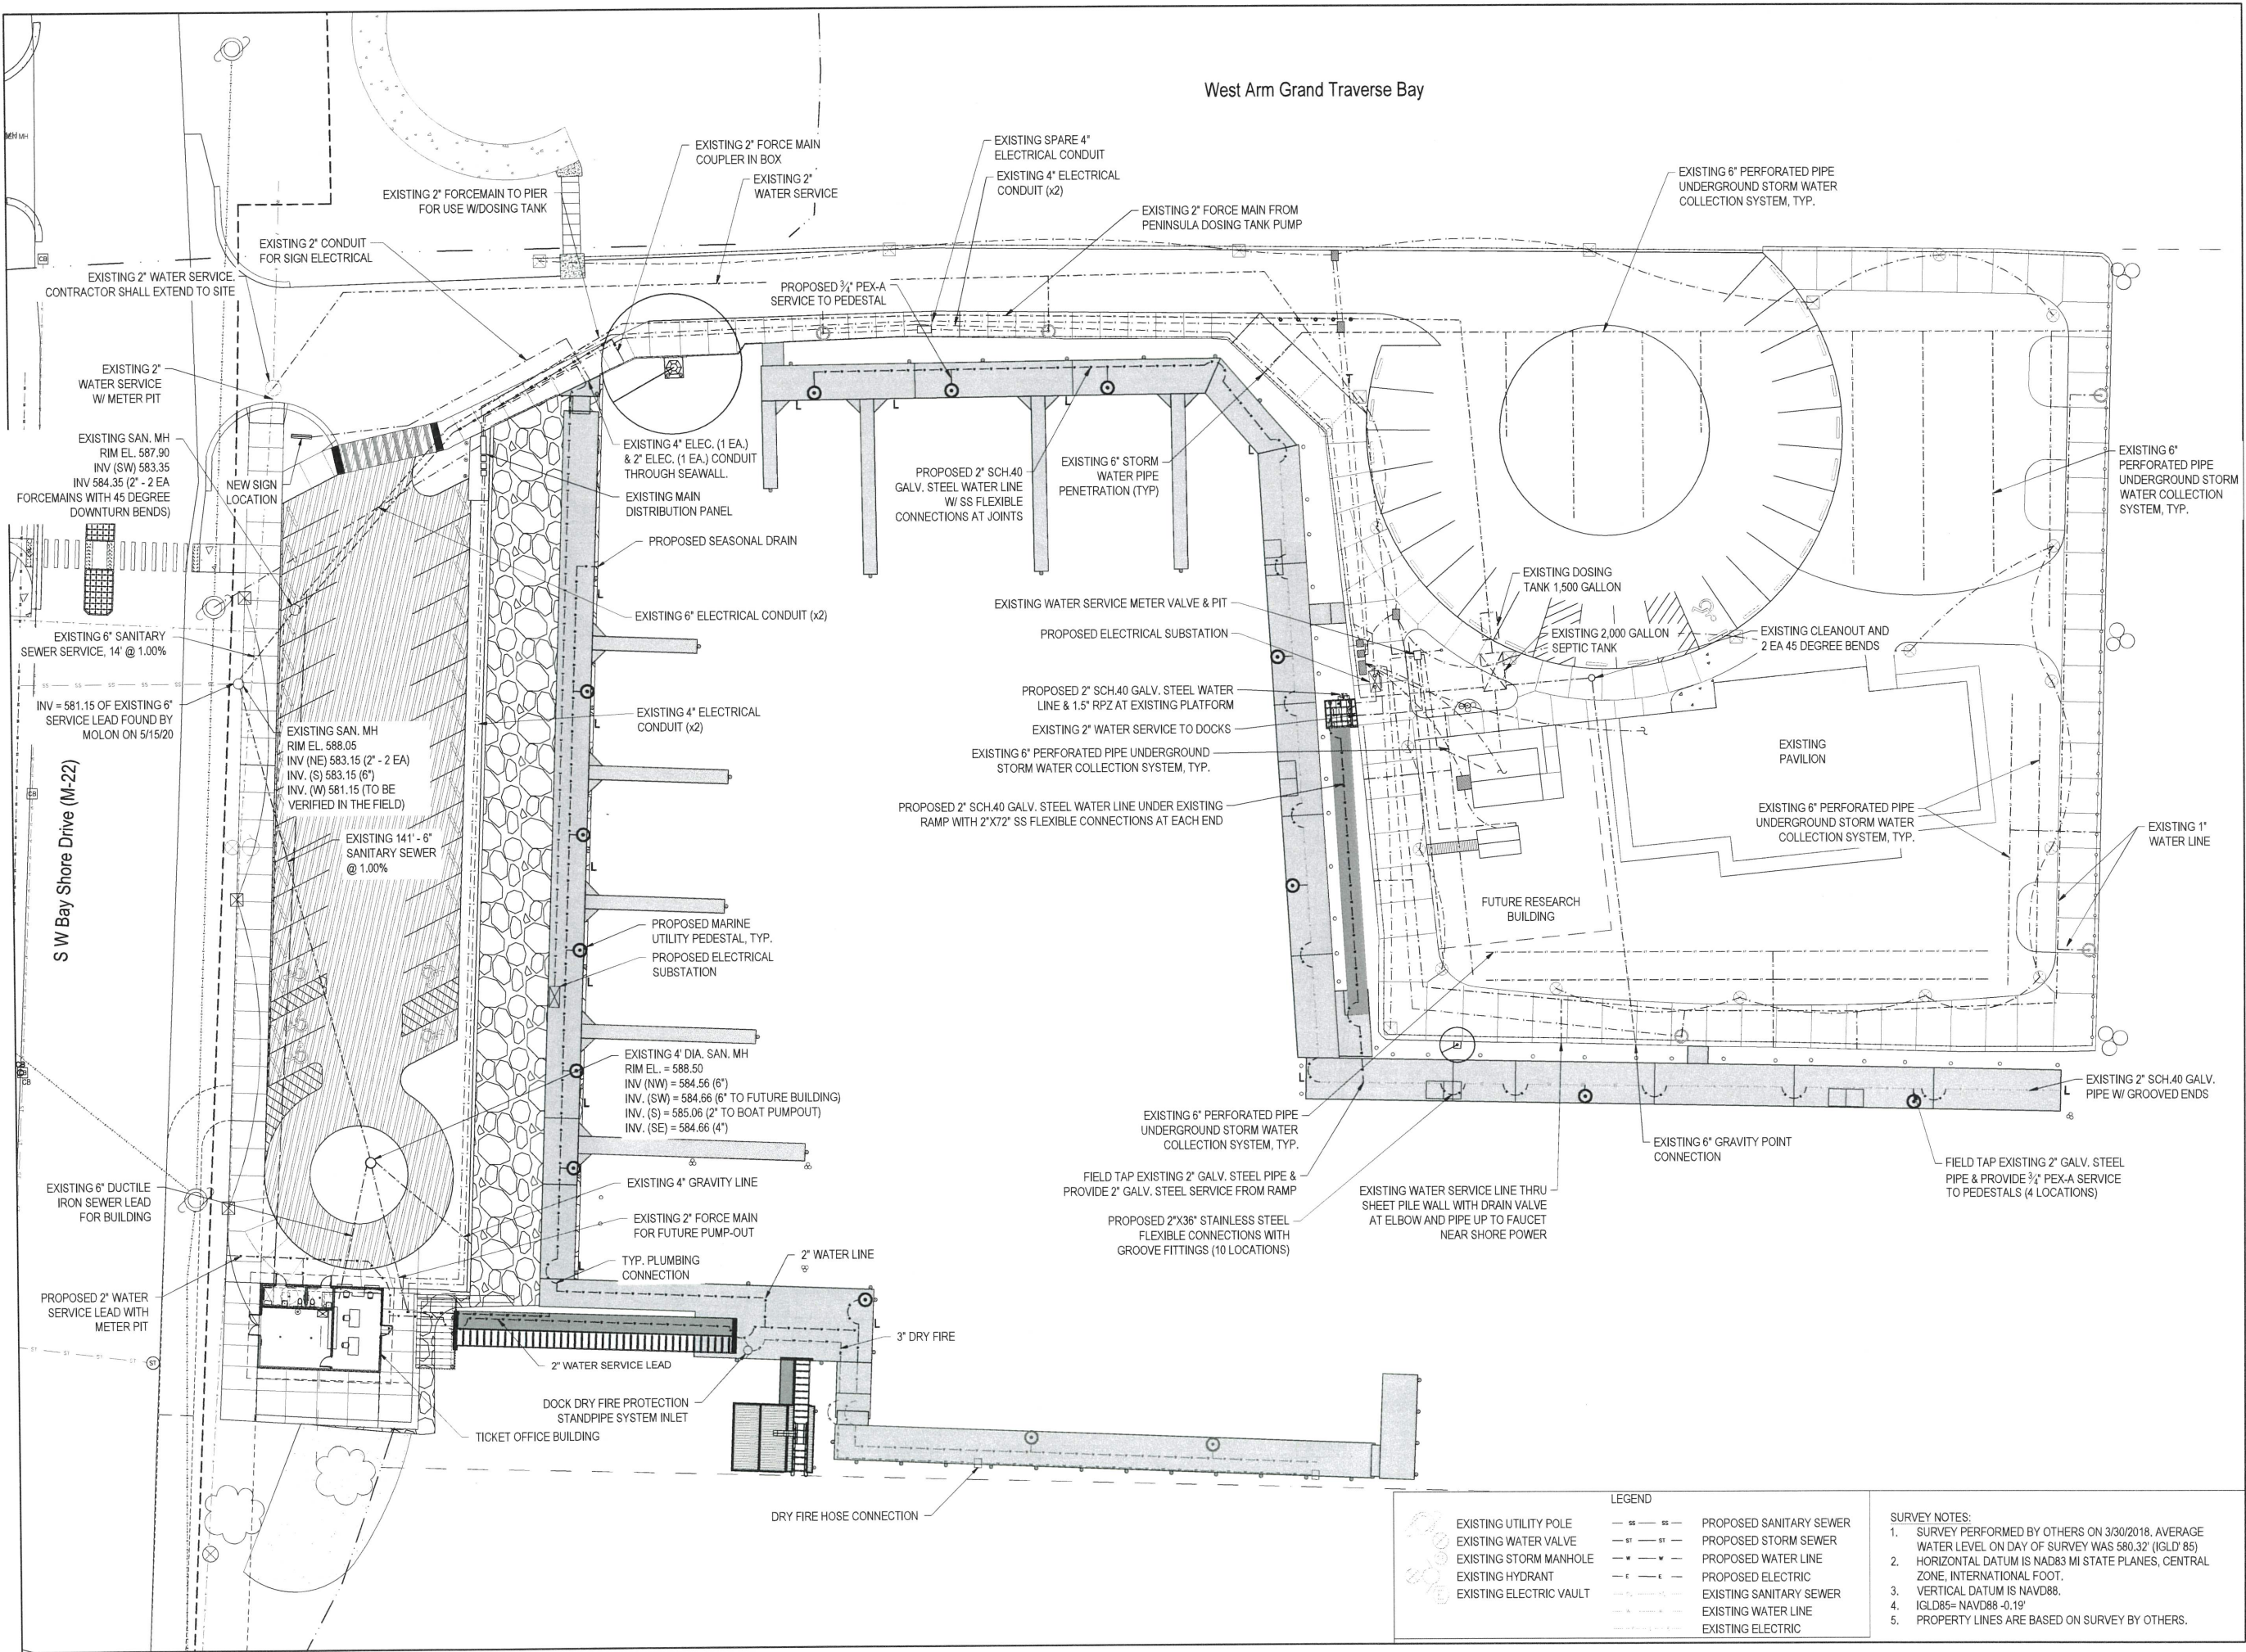 West Arm Grand Traverse Bay
EXISTING 2" FORCE MAIN
COUPLER IN BOX
EXISTING SPARE 4"
ELECTRICAL CONDUIT
EXISTING 2"
WATER SERVICE
EXISTING 4" ELECTRICAL
CONDUIT (x2)
EXISTING 6" PERFORATED PIPE
UNDERGROUND STORM WATER
COLLECTION SYSTEM, TYP.
EXISTING 2" FORCEMAIN TO PIER
FOR USE W/DOSING TANK
EXISTING 2" FORCE MAIN FROM
PENINSULA DOSING TANK PUMP
EXISTING 2" CONDUIT
FOR SIGN ELECTRICAL
CB
EXISTING 2" WATER SERVICE.
CONTRACTOR SHALL EXTEND TO SITE
PROPOSED ¾" PEX-A
SERVICE TO PEDESTAL
EXISTING 2"
WATER SERVICE
W/ METER PIT
EXISTING SAN. MH
RIM EL. 587.90
INV (SW) 583.35
INV 584.35 (2" - 2 EA
FORCEMAINS WITH 45 DEGREE
DOWNTURN BENDS)
NEW SIGN
LOCATION
EXISTING 4" ELEC. (1 EA.)
& 2" ELEC. (1 EA.) CONDUIT
THROUGH SEAWALL.
EXISTING MAIN
DISTRIBUTION PANEL
PROPOSED 2" SCH.40
GALV. STEEL WATER LINE
W/ SS FLEXIBLE
CONNECTIONS AT JOINTS
EXISTING 6" STORM
WATER PIPE
PENETRATION (TYP)
EXISTING 6"
PERFORATED PIPE
UNDERGROUND STORM
WATER COLLECTION
SYSTEM, TYP.
PROPOSED SEASONAL DRAIN
EXISTING 6" ELECTRICAL CONDUIT (x2)
EXISTING DOSING
TANK 1,500 GALLON
EXISTING WATER SERVICE METER VALVE & PIT
PROPOSED ELECTRICAL SUBSTATION
EXISTING 2,000 GALLON
SEPTIC TANK
EXISTING CLEANOUT AND
2 EA 45 DEGREE BENDS
EXISTING 6" SANITARY
SEWER SERVICE, 14' @ 1.00%
INV = 581.15 OF EXISTING 6"
SERVICE LEAD FOUND BY
MOLON ON 5/15/20
EXISTING SAN. MH
RIM EL. 588.05
INV (NE) 583.15 (2" - 2 EA)
INV. (S) 583.15 (6")
INV. (W) 581.15 (TO BE
VERIFIED IN THE FIELD)
EXISTING 4" ELECTRICAL
CONDUIT (x2)
PROPOSED 2" SCH.40 GALV. STEEL WATER
LINE & 1.5" RPZ AT EXISTING PLATFORM
EXISTING 2" WATER SERVICE TO DOCKS
EXISTING 6" PERFORATED PIPE UNDERGROUND
STORM WATER COLLECTION SYSTEM, TYP.
EXISTING
PAVILION
PROPOSED 2" SCH.40 GALV. STEEL WATER LINE UNDER EXISTING
RAMP WITH 2"X72" SS FLEXIBLE CONNECTIONS AT EACH END
EXISTING 6" PERFORATED PIPE
UNDERGROUND STORM WATER
COLLECTION SYSTEM, TYP.
EXISTING 1"
WATER LINE
CB
S W Bay Shore Drive (M-22)
EXISTING 141' - 6"
SANITARY SEWER
@ 1.00%
FUTURE RESEARCH
BUILDING
PROPOSED MARINE
UTILITY PEDESTAL, TYP.
PROPOSED ELECTRICAL
SUBSTATION
EXISTING 4' DIA. SAN. MH
RIM EL. = 588.50
INV (NW) = 584.56 (6")
INV. (SW) = 584.66 (6" TO FUTURE BUILDING)
INV. (S) = 585.06 (2" TO BOAT PUMPOUT)
INV. (SE) = 584.66 (4")
CB
EXISTING 2" SCH.40 GALV.
PIPE W/ GROOVED ENDS
EXISTING 6" PERFORATED PIPE
UNDERGROUND STORM WATER
COLLECTION SYSTEM, TYP.
EXISTING 6" GRAVITY POINT
CONNECTION
FIELD TAP EXISTING 2" GALV. STEEL
PIPE & PROVIDE ¾" PEX-A SERVICE
TO PEDESTALS (4 LOCATIONS)
FIELD TAP EXISTING 2" GALV. STEEL PIPE &
PROVIDE 2" GALV. STEEL SERVICE FROM RAMP
EXISTING WATER SERVICE LINE THRU
SHEET PILE WALL WITH DRAIN VALVE
AT ELBOW AND PIPE UP TO FAUCET
NEAR SHORE POWER
PROPOSED 2"X36" STAINLESS STEEL
FLEXIBLE CONNECTIONS WITH
GROOVE FITTINGS (10 LOCATIONS)
EXISTING 6" DUCTILE
IRON SEWER LEAD
FOR BUILDING
EXISTING 4" GRAVITY LINE
EXISTING 2" FORCE MAIN
FOR FUTURE PUMP-OUT
TYP. PLUMBING
CONNECTION
2" WATER LINE
PROPOSED 2" WATER
SERVICE LEAD WITH
METER PIT
ST
3" DRY FIRE
2" WATER SERVICE LEAD
DOCK DRY FIRE PROTECTION
STANDPIPE SYSTEM INLET
TICKET OFFICE BUILDING
DRY FIRE HOSE CONNECTION
LEGEND
EXISTING UTILITY POLE
EXISTING WATER VALVE
EXISTING STORM MANHOLE
EXISTING HYDRANT
EXISTING ELECTRIC VAULT
SS SS PROPOSED SANITARY SEWER
ST ST PROPOSED STORM SEWER
W W PROPOSED WATER LINE
E E PROPOSED ELECTRIC
EXISTING SANITARY SEWER
EXISTING WATER LINE
EXISTING ELECTRIC
SURVEY NOTES:
1. SURVEY PERFORMED BY OTHERS ON 3/30/2018. AVERAGE
WATER LEVEL ON DAY OF SURVEY WAS 580.32' (IGLD' 85)
2. HORIZONTAL DATUM IS NAD83 MI STATE PLANES, CENTRAL
ZONE, INTERNATIONAL FOOT.
3. VERTICAL DATUM IS NAVD88.
4. IGLD85= NAVD88 -0.19'
5. PROPERTY LINES ARE BASED ON SURVEY BY OTHERS.